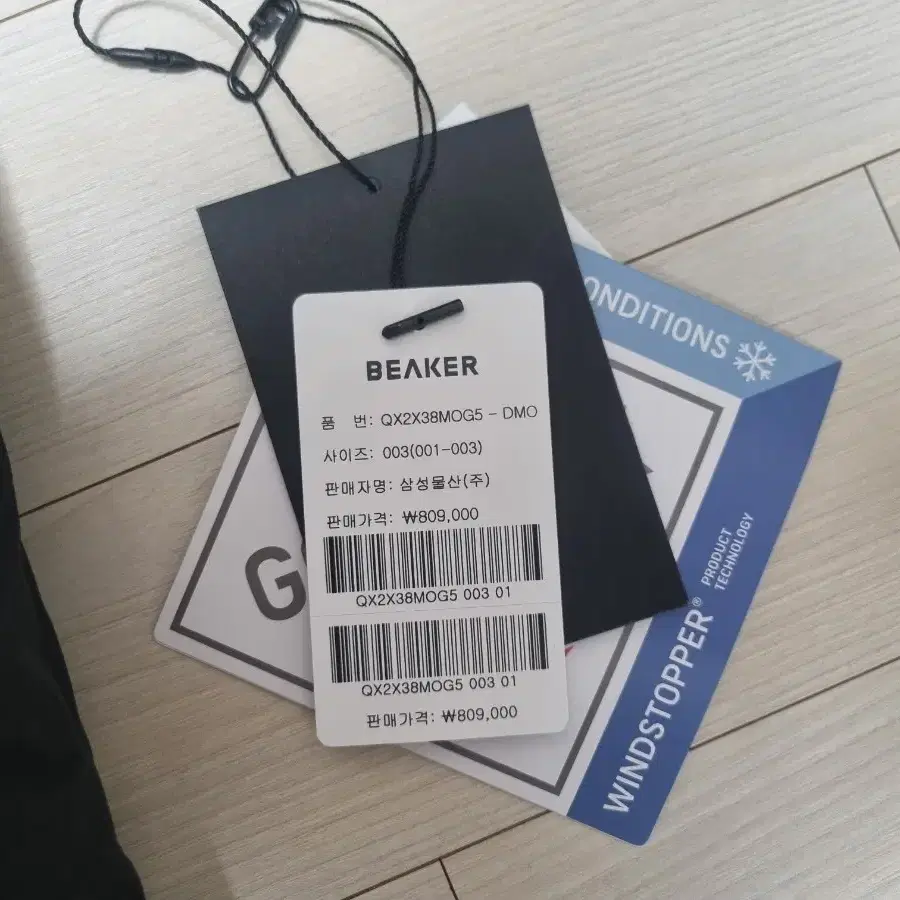 BEAKER
품 번: QX2X38MOG5 - DMO
사이즈: 003(001-003)
판매자명: 삼성물산(주)
판매가격: ₩809,000
QX2X38MOG5 003 01
QX2X38MOG5 003 01
판매가격: ₩809,000
ONDITIONS
G
WINDSTOPPER®
PRODUCT
TECHNOLOGY